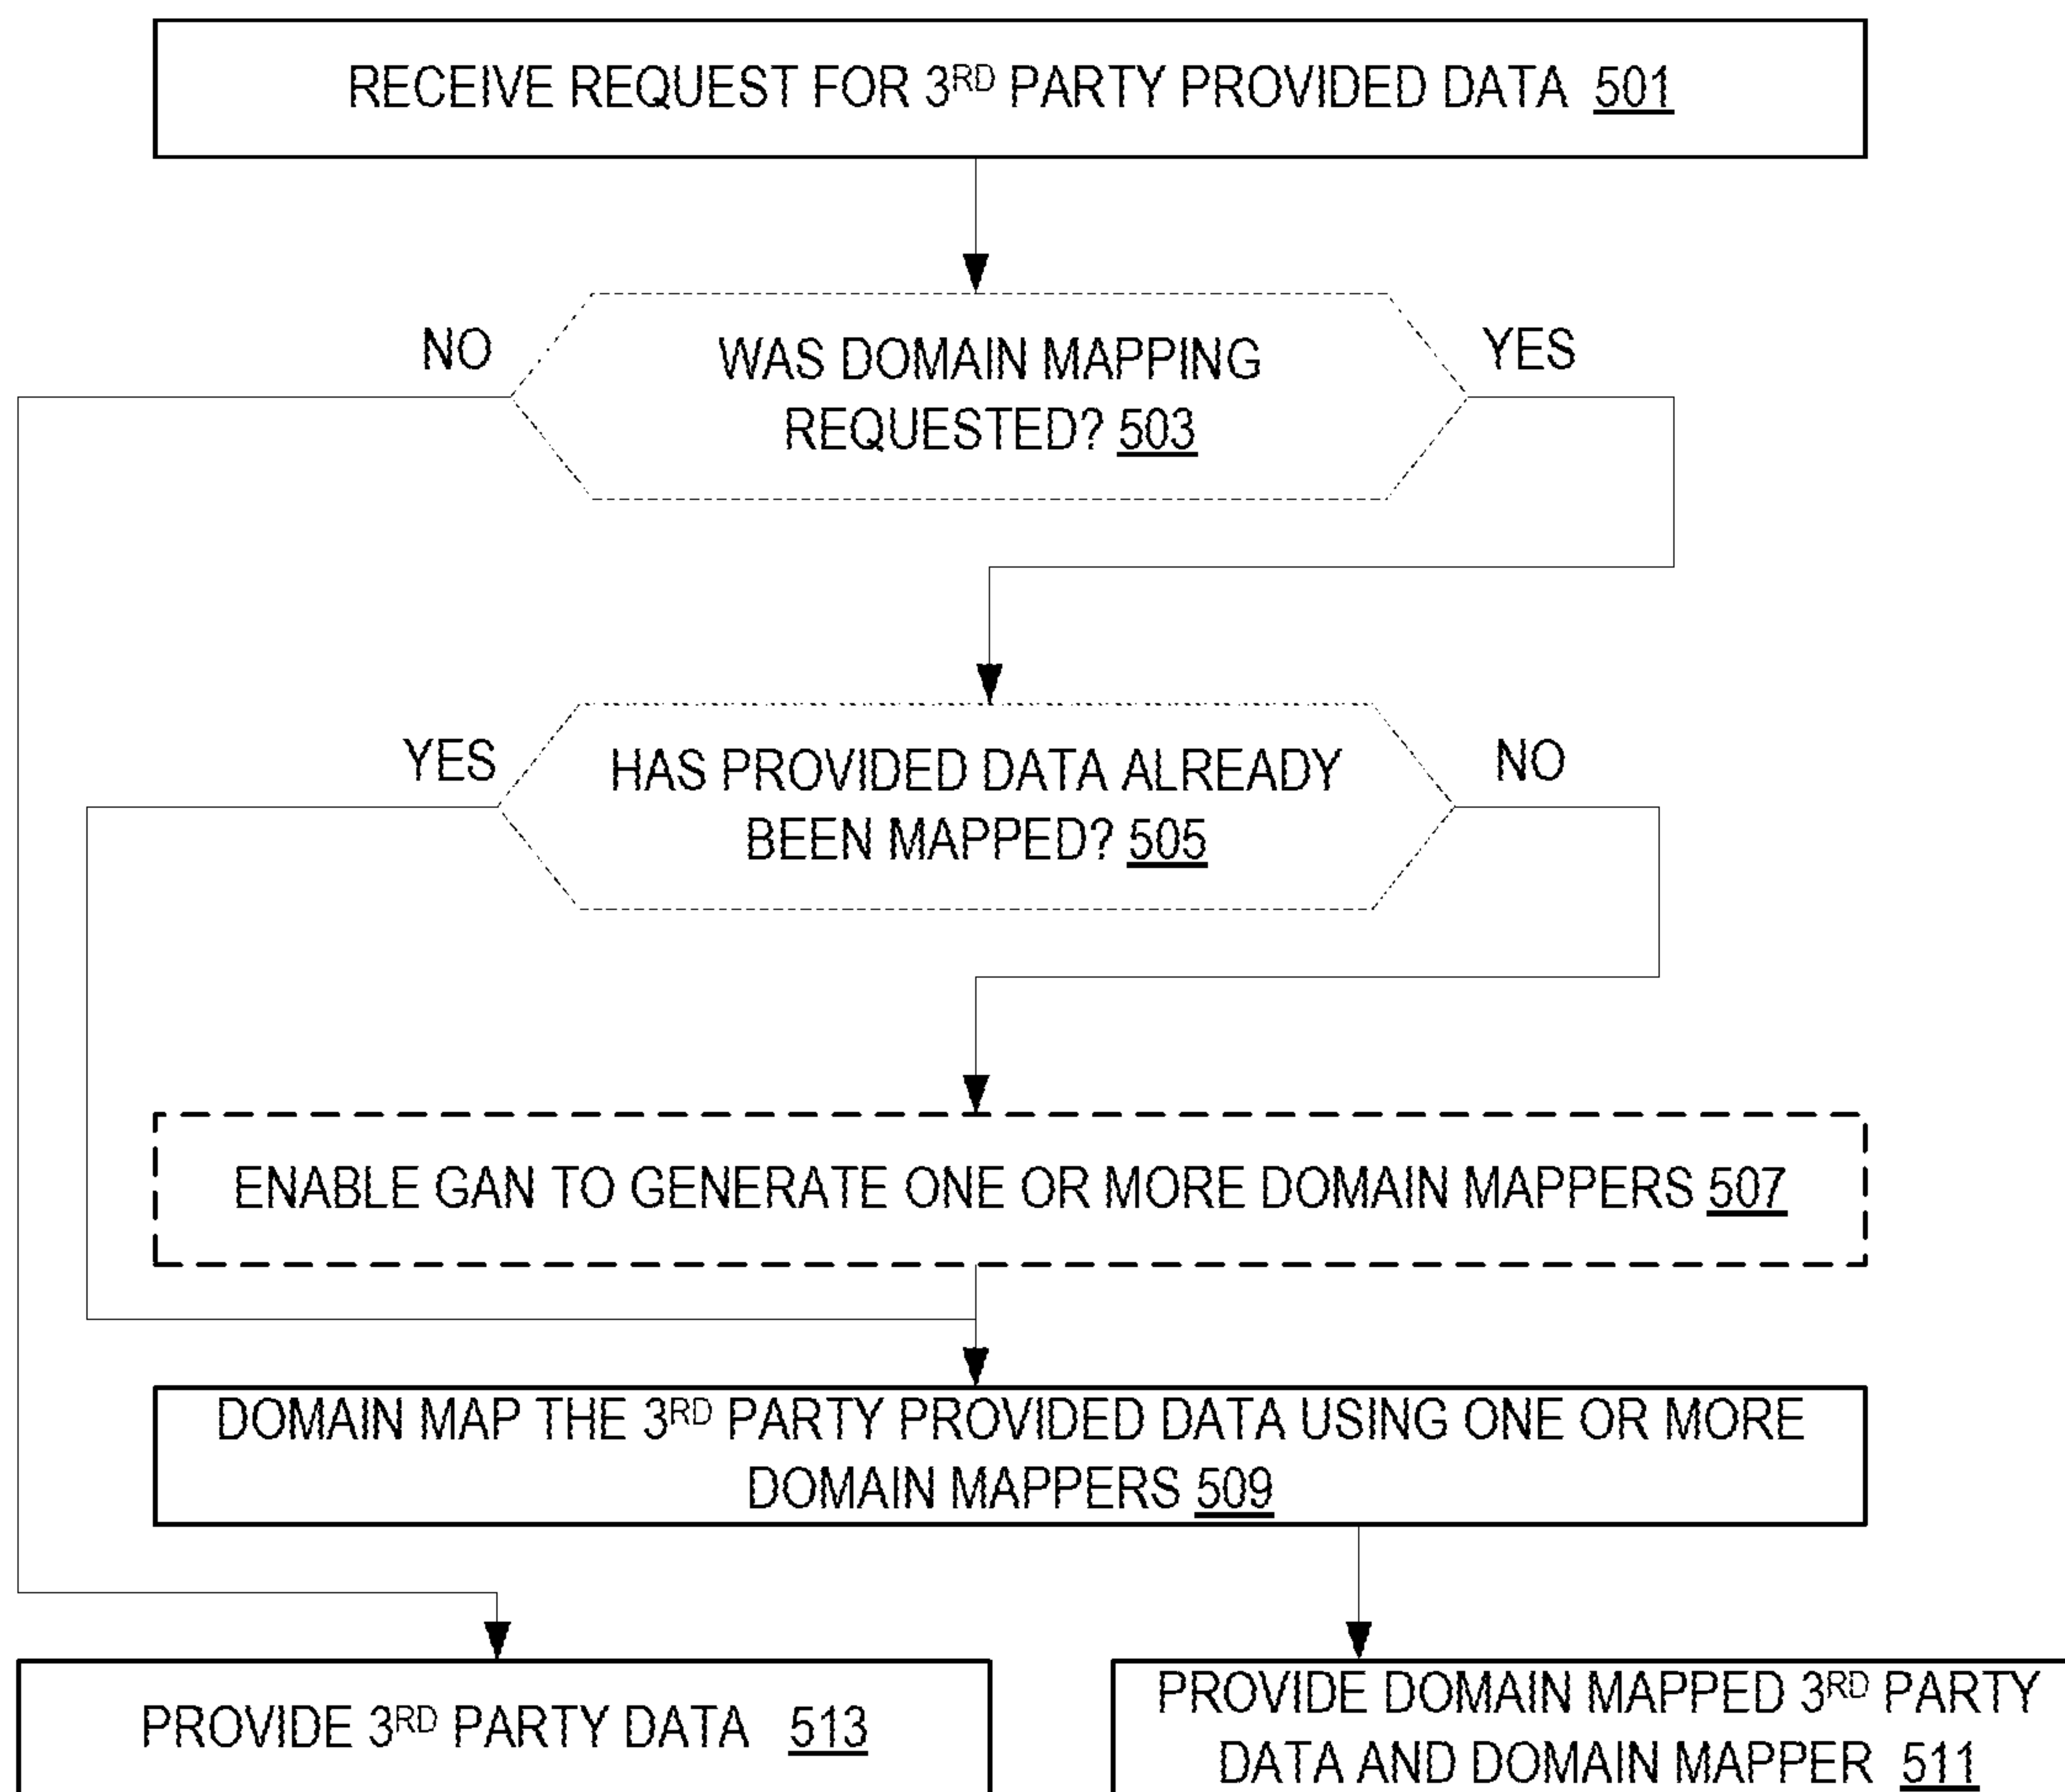 RECEIVE REQUEST FOR 3RD PARTY PROVIDED DATA 501
NO
WAS DOMAIN MAPPING
YES
REQUESTED? 503
YES
HAS PROVIDED DATA ALREADY
NO
BEEN MAPPED? 505
ENABLE GAN TO GENERATE ONE OR MORE DOMAIN MAPPERS 507
DOMAIN MAP THE 3RD PARTY PROVIDED DATA USING ONE OR MORE
DOMAIN MAPPERS 509
PROVIDE 3RD PARTY DATA 513
PROVIDE DOMAIN MAPPED 3RD PARTY
DATA AND DOMAIN MAPPER 511